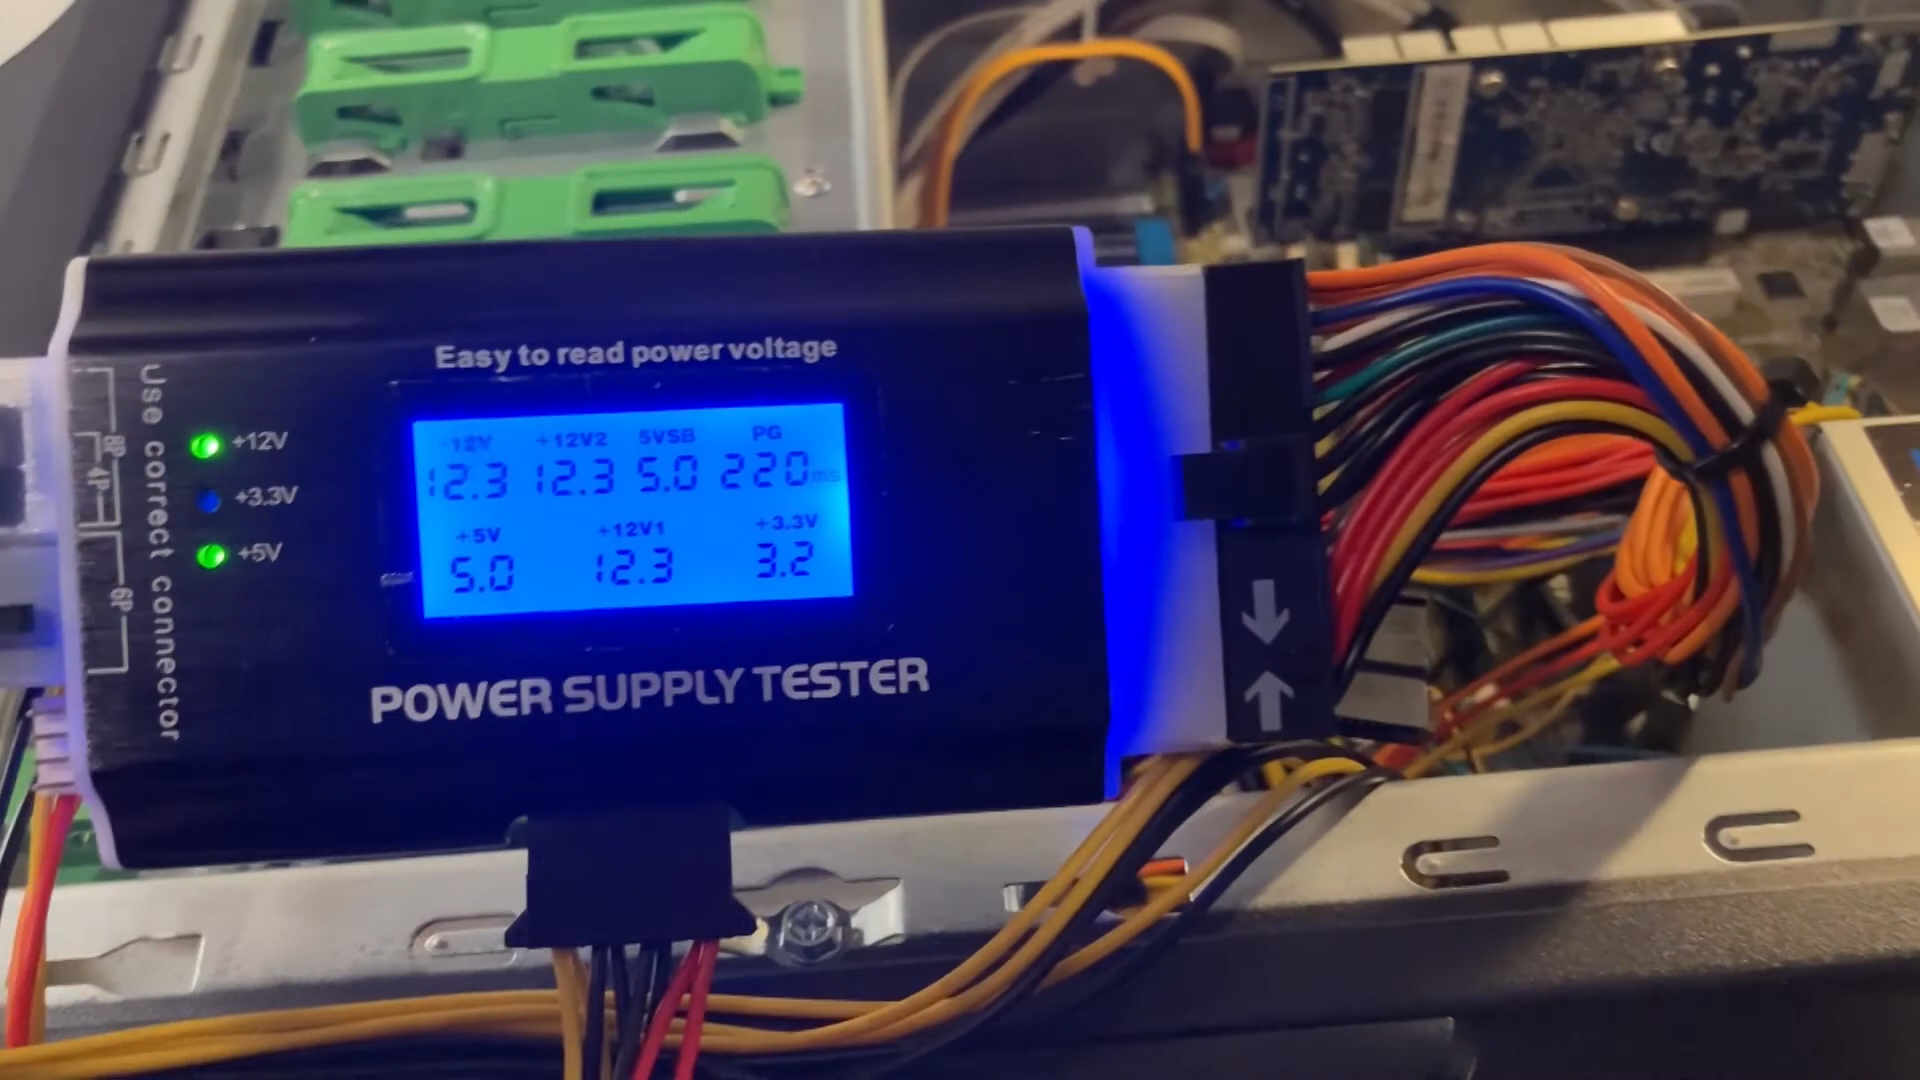 Easy to read power voltage
Use correct connector
8P
4P
6P
+12V
+3.3V
+5V
-12V +12V2 5VSB PG
12.3 12.3 5.0 220ms
+5V +12V1 +3.3V
5.0 12.3 3.2
POWER SUPPLY TESTER